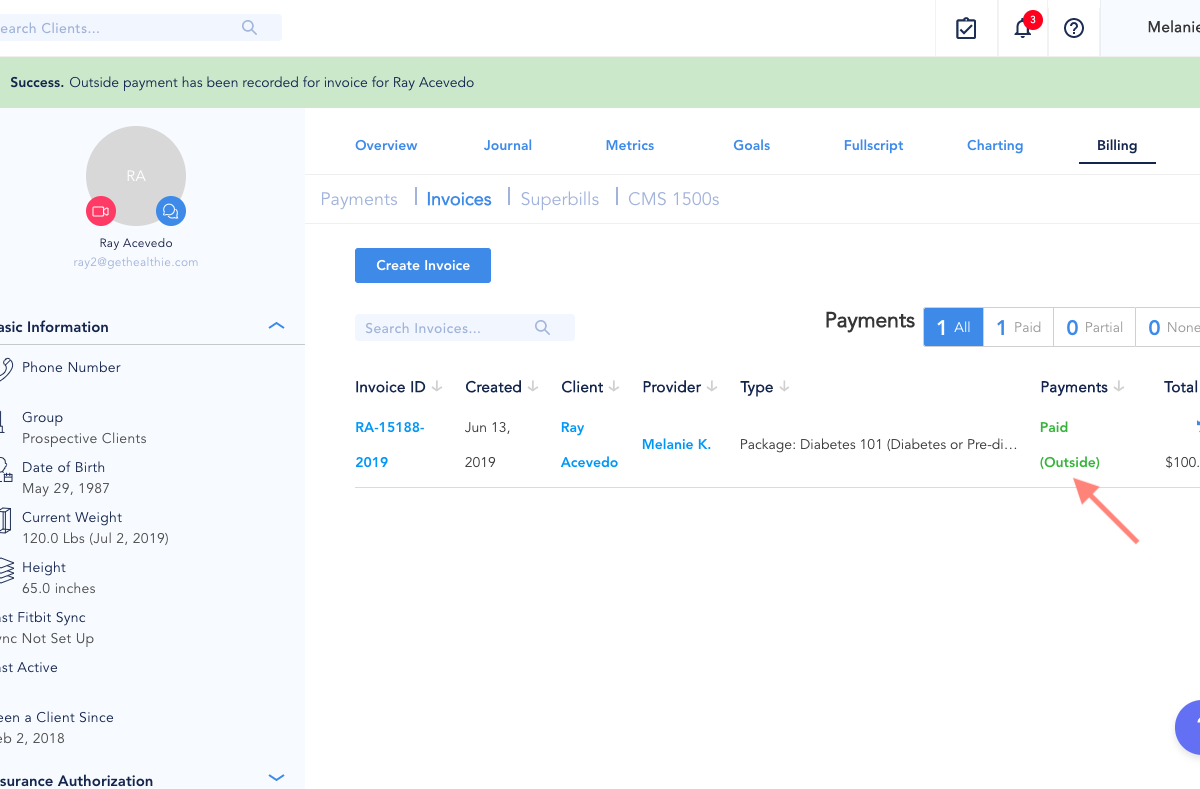 earch Clients...
3
Melanie
Success. Outside payment has been recorded for invoice for Ray Acevedo
RA
Ray Acevedo
ray2@gethealthie.com
asic Information
Phone Number
Group
Prospective Clients
Date of Birth
May 29, 1987
Current Weight
120.0 Lbs (Jul 2, 2019)
Height
65.0 inches
st Fitbit Sync
ync Not Set Up
st Active
een a Client Since
eb 2, 2018
surance Authorization
Overview Journal Metrics Goals Fullscript Charting Billing
Payments Invoices Superbills CMS 1500s
Create Invoice
Search Invoices...
Payments 1 All 1 Paid 0 Partial 0 None
Invoice ID Created Client Provider Type Payments Total
RA-15188- Jun 13, Ray Paid
Melanie K. Package: Diabetes 101 (Diabetes or Pre-di...
2019 2019 Acevedo (Outside) $100.